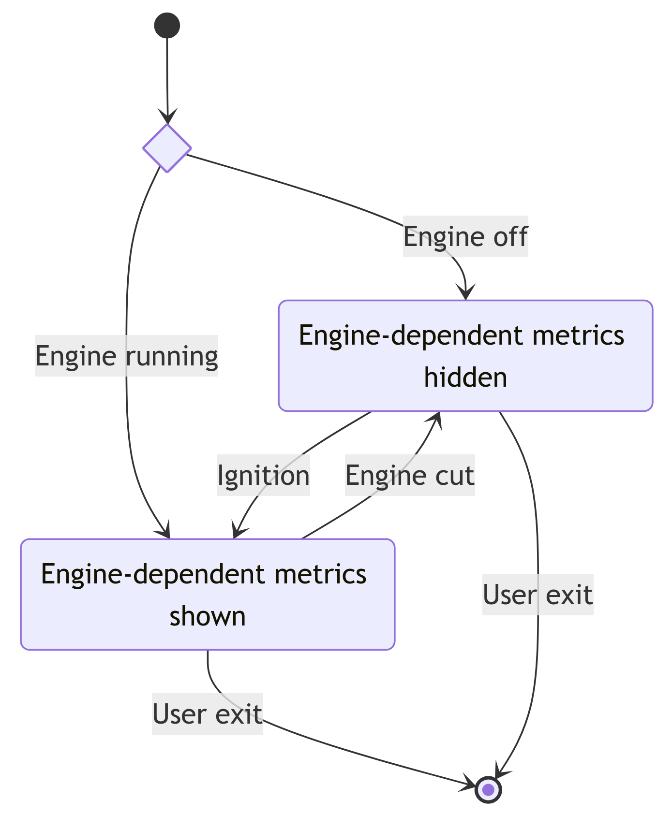 Engine off
Engine-dependent metrics
hidden
Engine running
Ignition
Engine cut
Engine-dependent metrics
shown
User exit
User exit